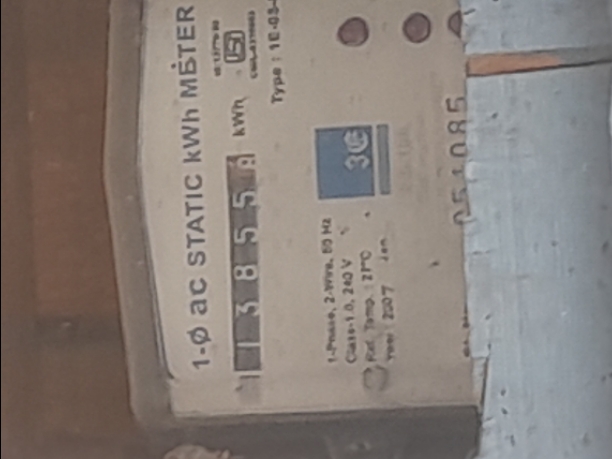 1-Ø ac STATIC kWh METER
13855 kWh
Type : 1E-03-
1-Phase, 2-Wire, 50 Hz
Class-1.0, 240 V
Ref. Temp. : 27°C
Year : 2007 Jan
051085